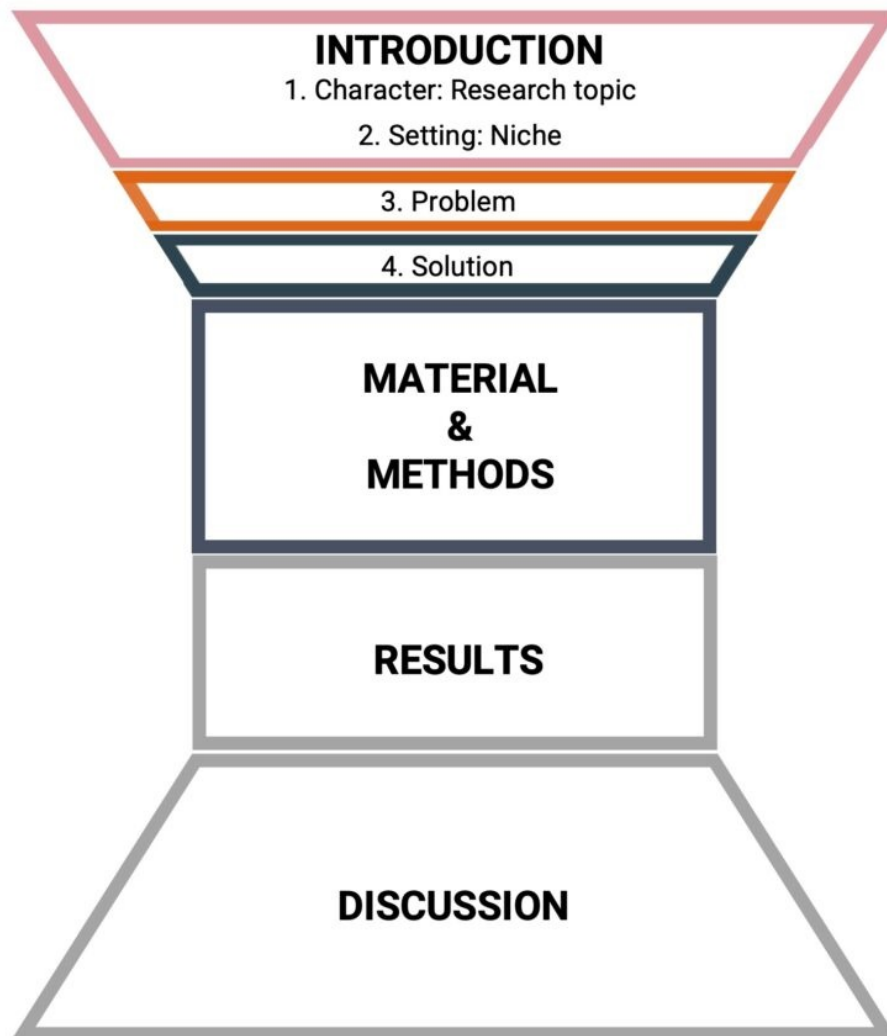 INTRODUCTION
1. Character: Research topic
2. Setting: Niche
3. Problem
4. Solution
MATERIAL
&
METHODS
RESULTS
DISCUSSION